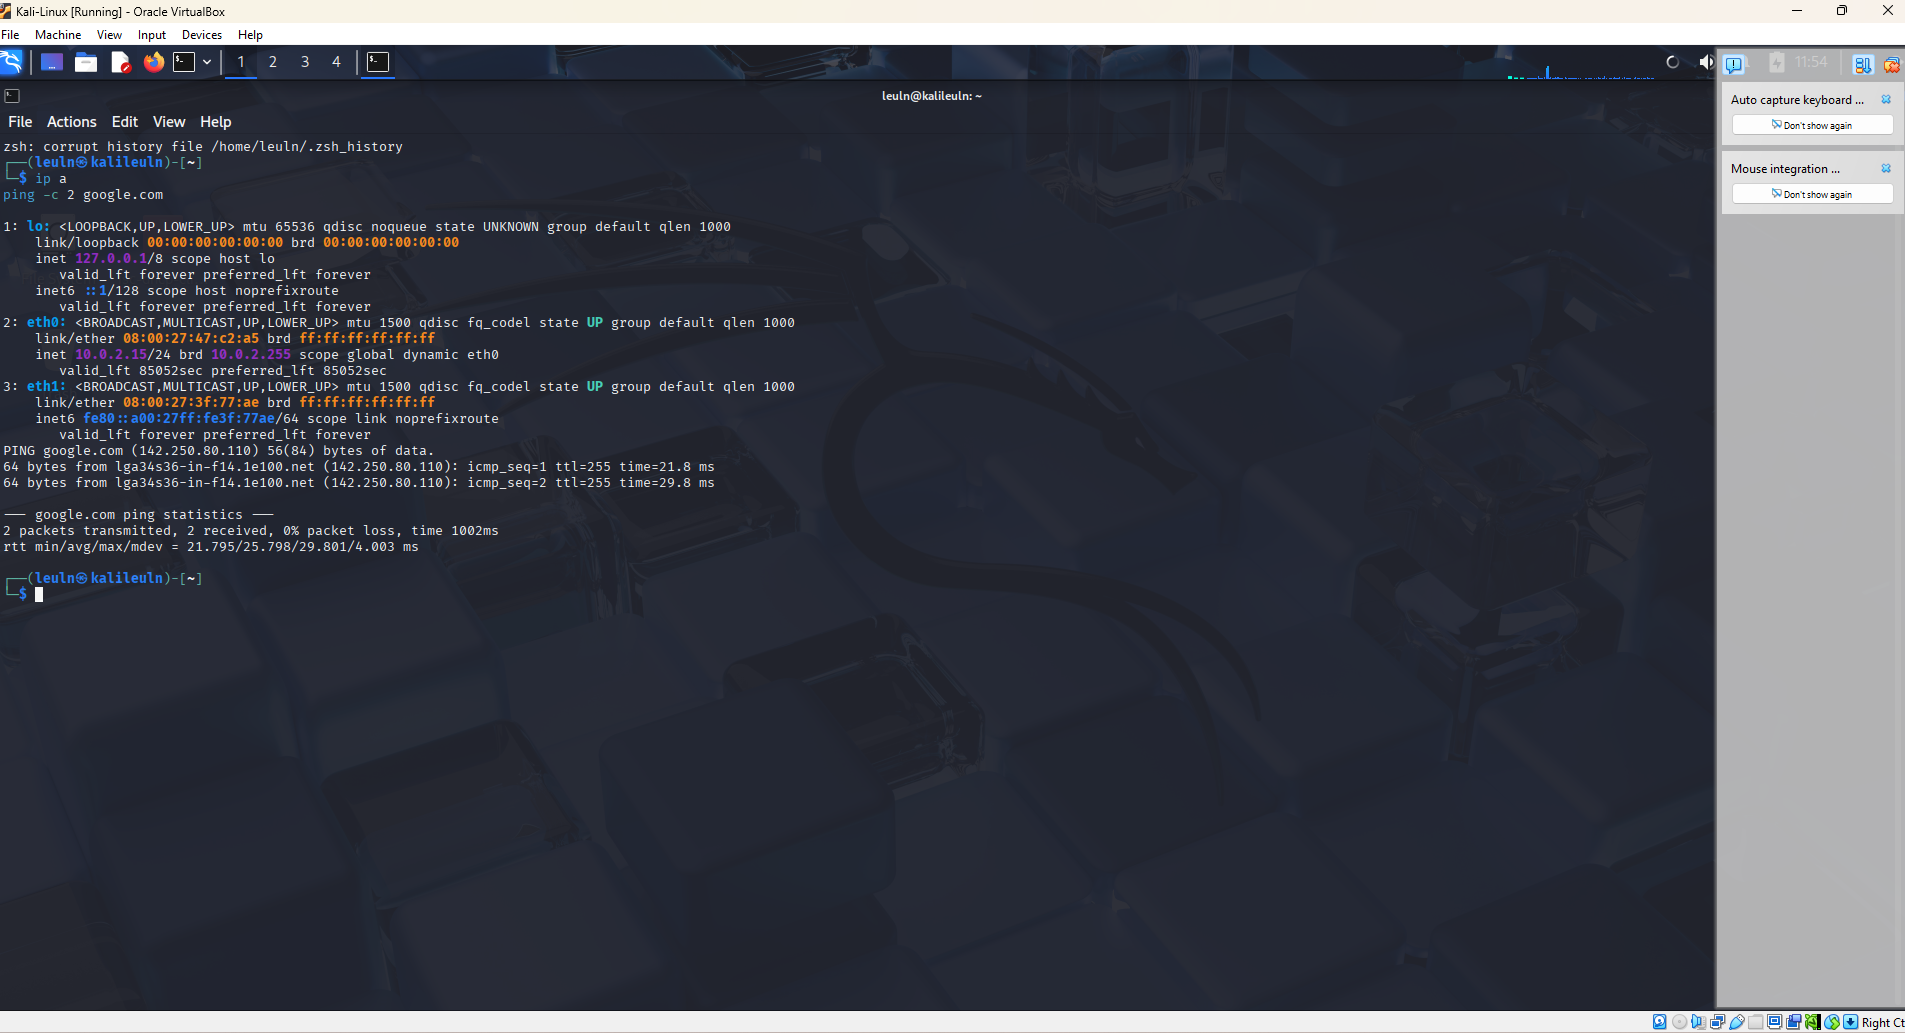 Kali-Linux [Running] - Oracle VirtualBox
File Machine View Input Devices Help
1 2 3 4
11:54
leuln@kalileuln: ~
File Actions Edit View Help
zsh: corrupt history file /home/leuln/.zsh_history
┌──(leuln㉿kalileuln)-[~]
└─$ ip a
ping -c 2 google.com
1: lo: <LOOPBACK,UP,LOWER_UP> mtu 65536 qdisc noqueue state UNKNOWN group default qlen 1000
link/loopback 00:00:00:00:00:00 brd 00:00:00:00:00:00
inet 127.0.0.1/8 scope host lo
valid_lft forever preferred_lft forever
inet6 ::1/128 scope host noprefixroute
valid_lft forever preferred_lft forever
2: eth0: <BROADCAST,MULTICAST,UP,LOWER_UP> mtu 1500 qdisc fq_codel state UP group default qlen 1000
link/ether 08:00:27:47:c2:a5 brd ff:ff:ff:ff:ff:ff
inet 10.0.2.15/24 brd 10.0.2.255 scope global dynamic eth0
valid_lft 85052sec preferred_lft 85052sec
3: eth1: <BROADCAST,MULTICAST,UP,LOWER_UP> mtu 1500 qdisc fq_codel state UP group default qlen 1000
link/ether 08:00:27:3f:77:ae brd ff:ff:ff:ff:ff:ff
inet6 fe80::a00:27ff:fe3f:77ae/64 scope link noprefixroute
valid_lft forever preferred_lft forever
PING google.com (142.250.80.110) 56(84) bytes of data.
64 bytes from lga34s36-in-f14.1e100.net (142.250.80.110): icmp_seq=1 ttl=255 time=21.8 ms
64 bytes from lga34s36-in-f14.1e100.net (142.250.80.110): icmp_seq=2 ttl=255 time=29.8 ms
--- google.com ping statistics ---
2 packets transmitted, 2 received, 0% packet loss, time 1002ms
rtt min/avg/max/mdev = 21.795/25.798/29.801/4.003 ms
┌──(leuln㉿kalileuln)-[~]
└─$
Auto capture keyboard ...
Don't show again
Mouse integration ...
Don't show again
Right Ct